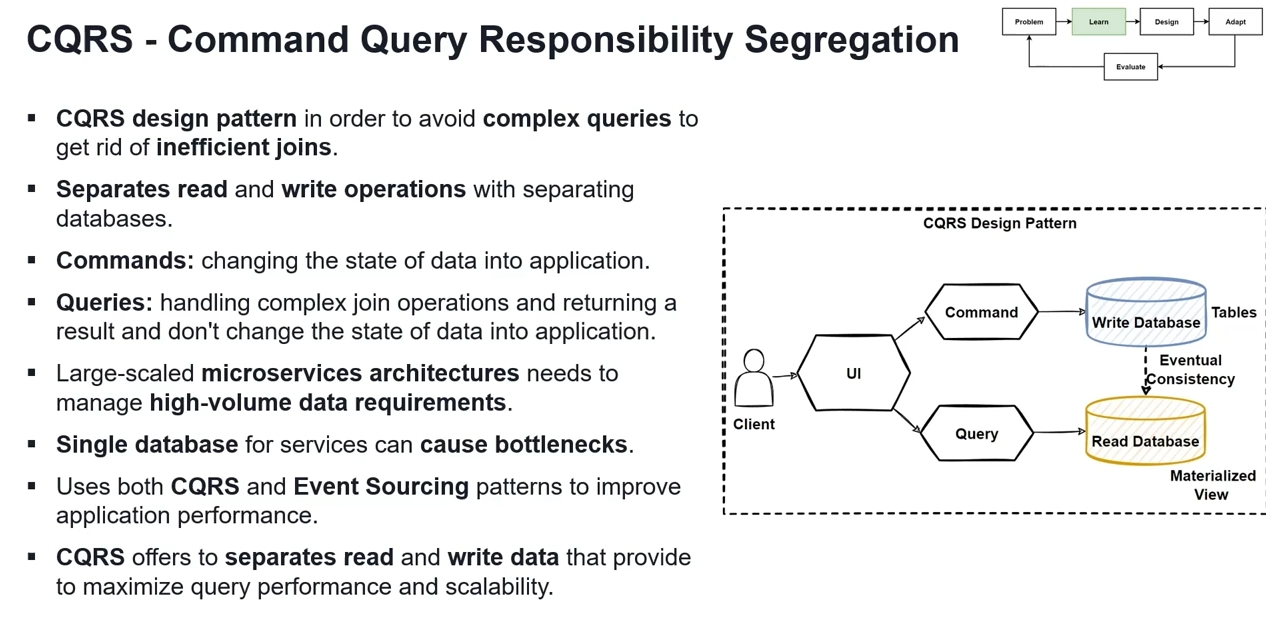 CQRS - Command Query Responsibility Segregation
Problem
Learn
Design
Adapt
Evaluate
▪ CQRS design pattern in order to avoid complex queries to
get rid of inefficient joins.
▪ Separates read and write operations with separating
databases.
▪ Commands: changing the state of data into application.
▪ Queries: handling complex join operations and returning a
result and don't change the state of data into application.
▪ Large-scaled microservices architectures needs to
manage high-volume data requirements.
▪ Single database for services can cause bottlenecks.
▪ Uses both CQRS and Event Sourcing patterns to improve
application performance.
▪ CQRS offers to separates read and write data that provide
to maximize query performance and scalability.
CQRS Design Pattern
Client
UI
Command
Write Database
Tables
Eventual
Consistency
Query
Read Database
Materialized
View